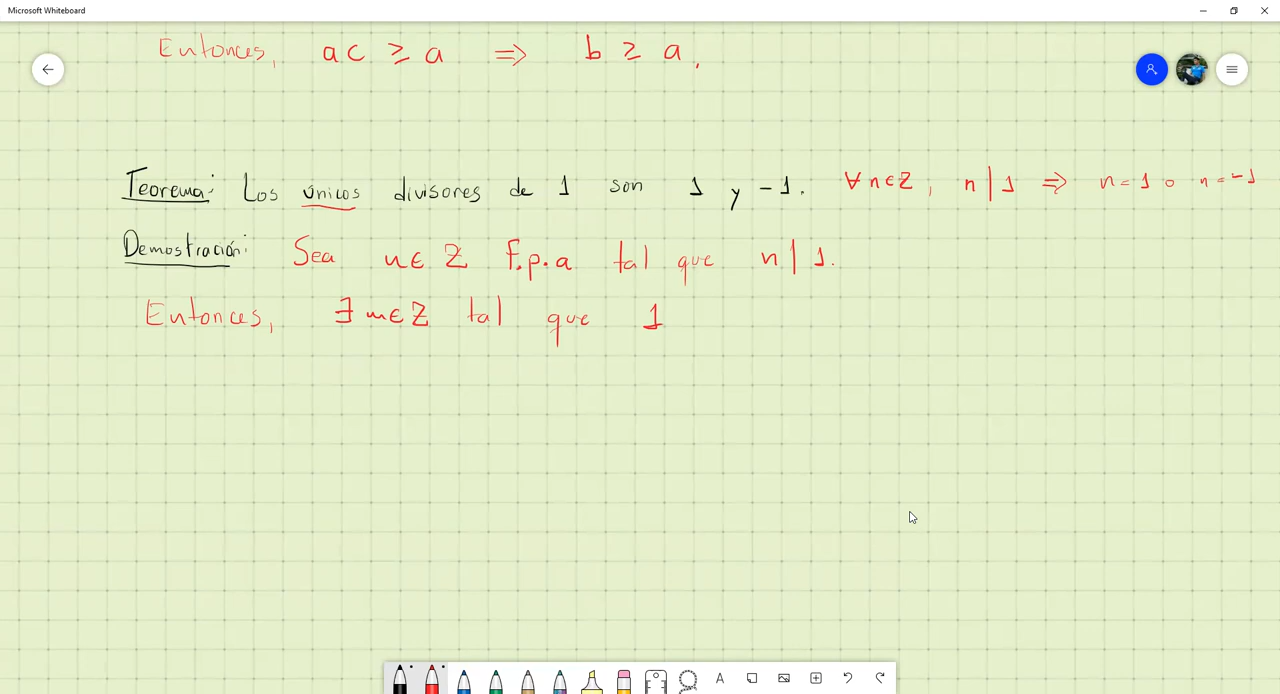 Microsoft Whiteboard
Entonces, ac ≥ a ⇒ b ≥ a,
Teorema: Los únicos divisores de 1 son 1 y -1. ∀ n∈Z, n|1 ⇒ n=1 o n=-1
Demostración: Sea n∈ Z f.p.a tal que n|1.
Entonces, ∃ m∈Z tal que 1
A